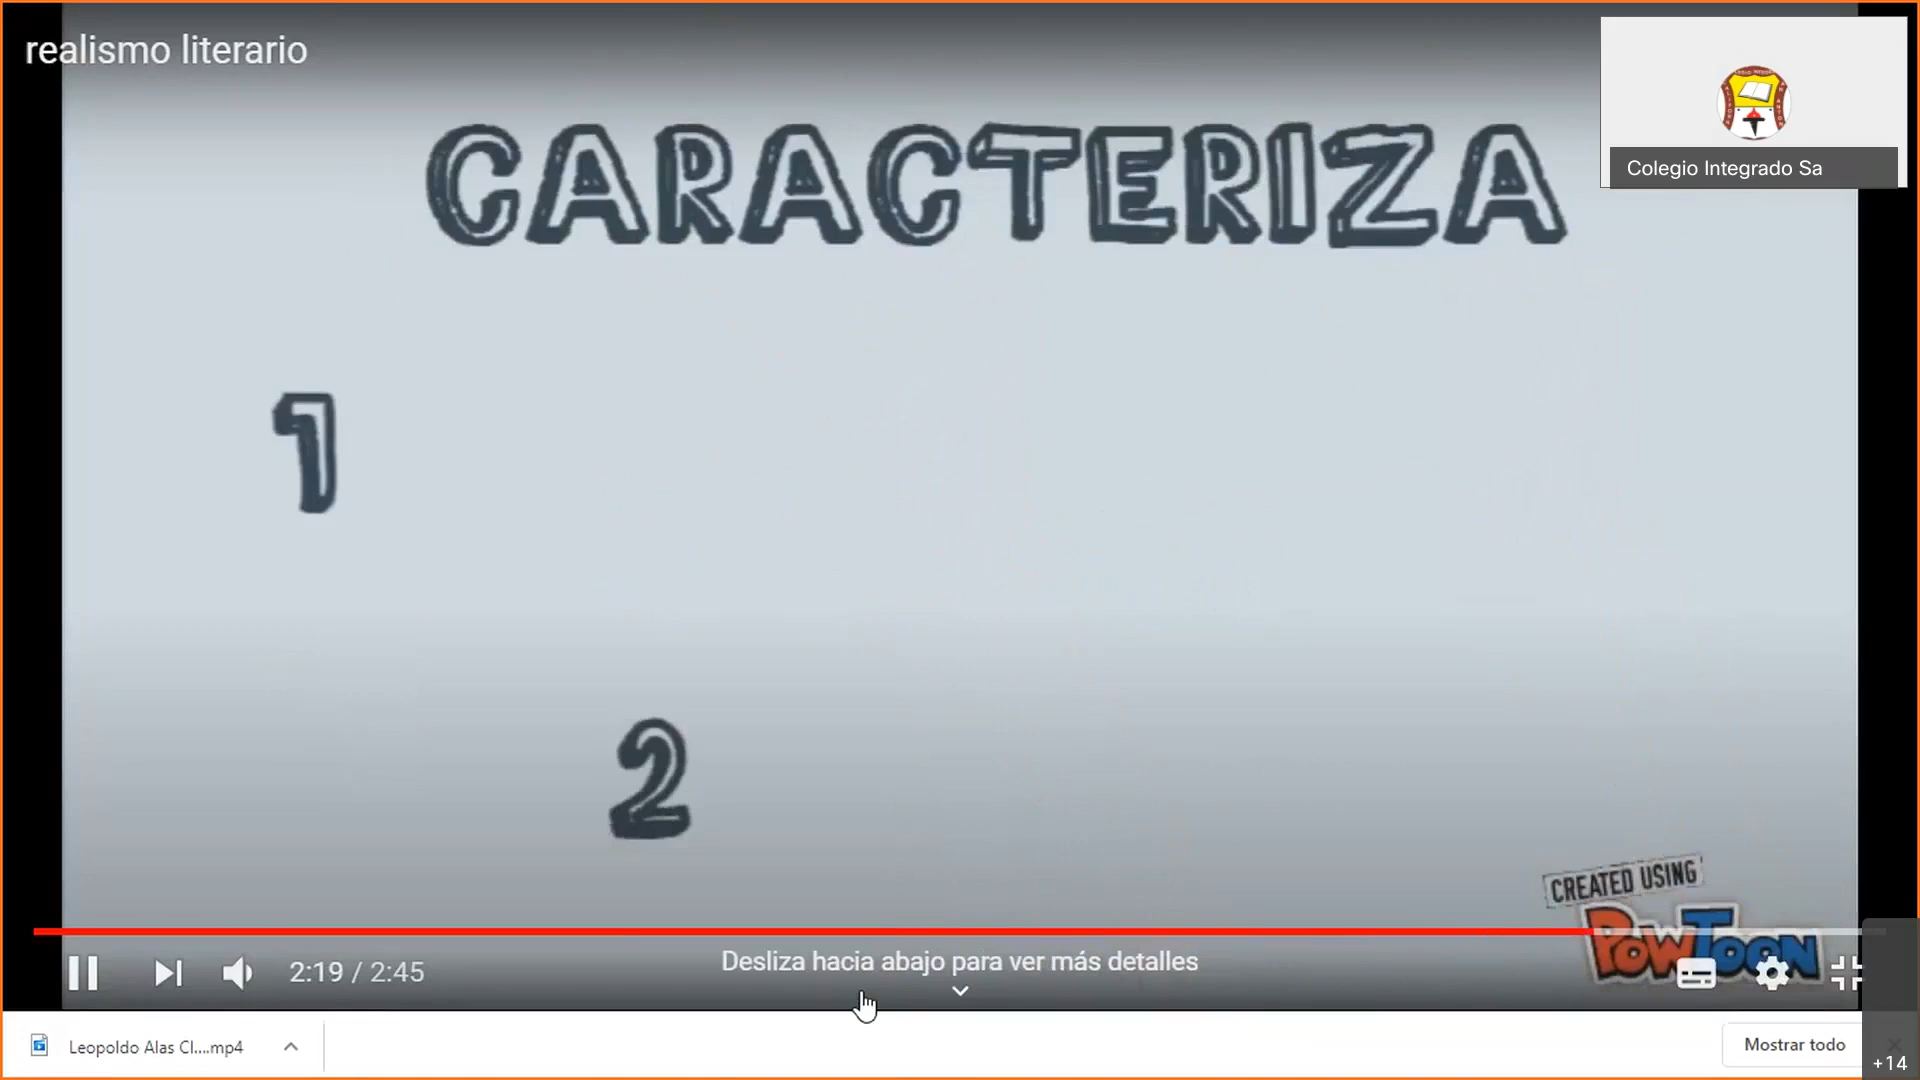 realismo literario
Colegio Integrado Sa
CARACTERIZA
1
2
CREATED USING
POWTOON
2:19 / 2:45
Desliza hacia abajo para ver más detalles
Leopoldo Alas Cl....mp4
Mostrar todo
+14